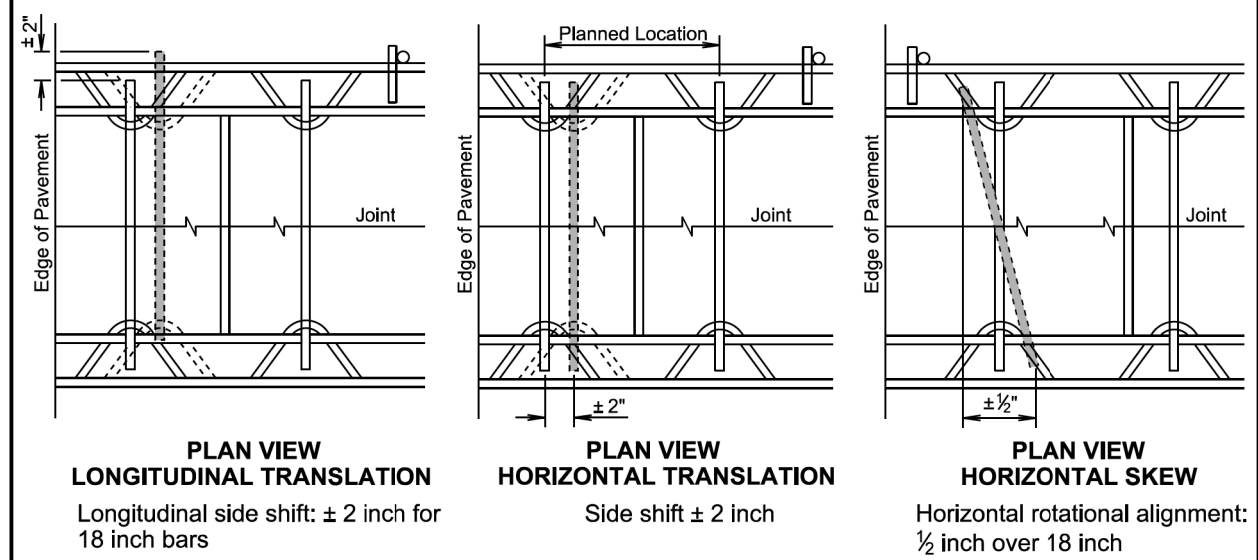 ± 2"
Edge of Pavement
Joint
PLAN VIEW
LONGITUDINAL TRANSLATION
Longitudinal side shift: ± 2 inch for
18 inch bars
Planned Location
Edge of Pavement
Joint
± 2"
PLAN VIEW
HORIZONTAL TRANSLATION
Side shift ± 2 inch
Edge of Pavement
Joint
± ½"
PLAN VIEW
HORIZONTAL SKEW
Horizontal rotational alignment:
½ inch over 18 inch